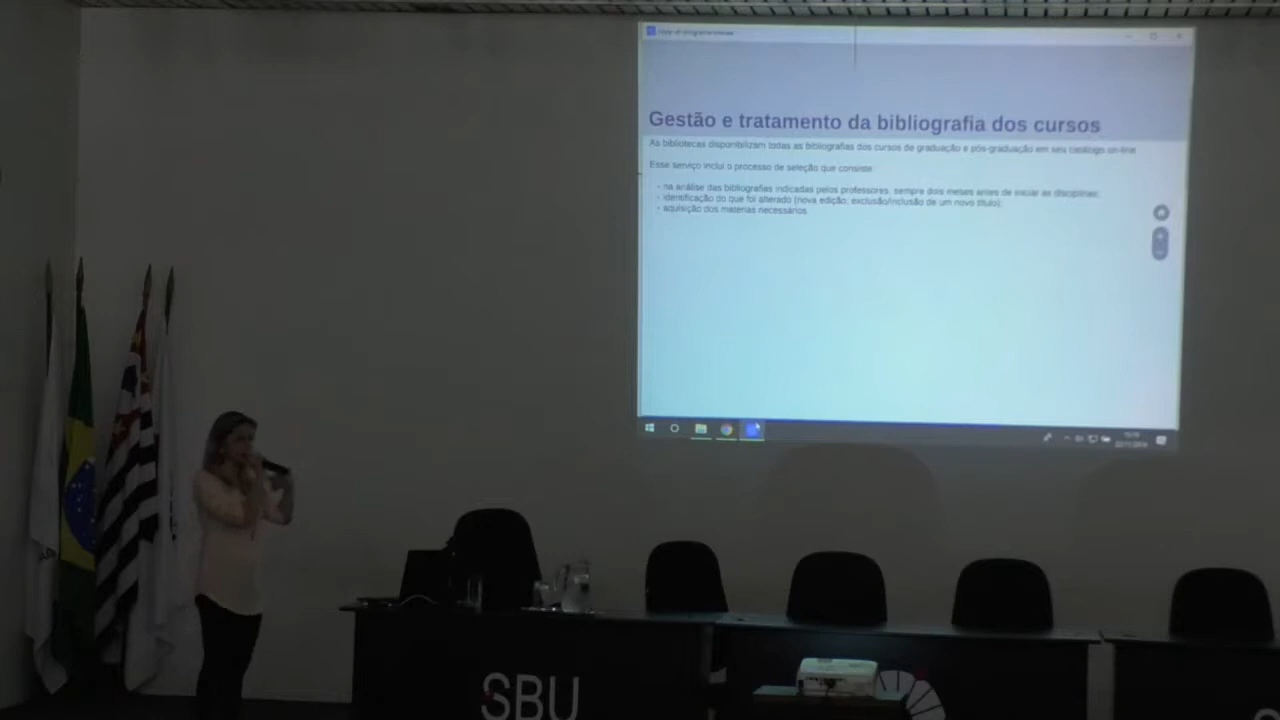 Gestão e tratamento da bibliografia dos cursos
As bibliotecas disponibilizam todas as bibliografias dos cursos de graduação e pós-graduação em seu catálogo on-line
Esse serviço inclui o processo de seleção que consiste:
- na análise das bibliografias indicadas pelos professores, sempre dois meses antes de iniciar as disciplinas;
- identificação do que foi alterado (nova edição; exclusão/inclusão de um novo título);
- aquisição dos materias necessários
SBU